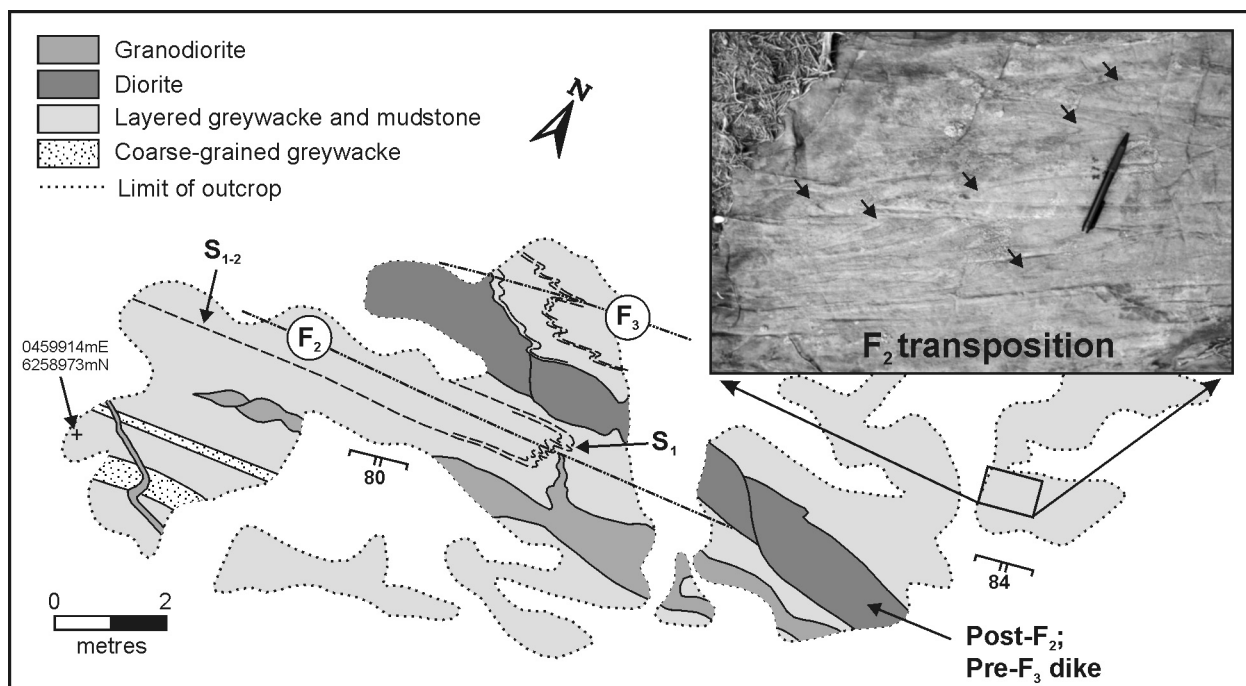 Granodiorite
Diorite
Layered greywacke and mudstone
Coarse-grained greywacke
Limit of outcrop
N
S1-2
F2
F3
0459914mE
6258973mN
S1
80
84
0 2
metres
F2 transposition
Post-F2;
Pre-F3 dike